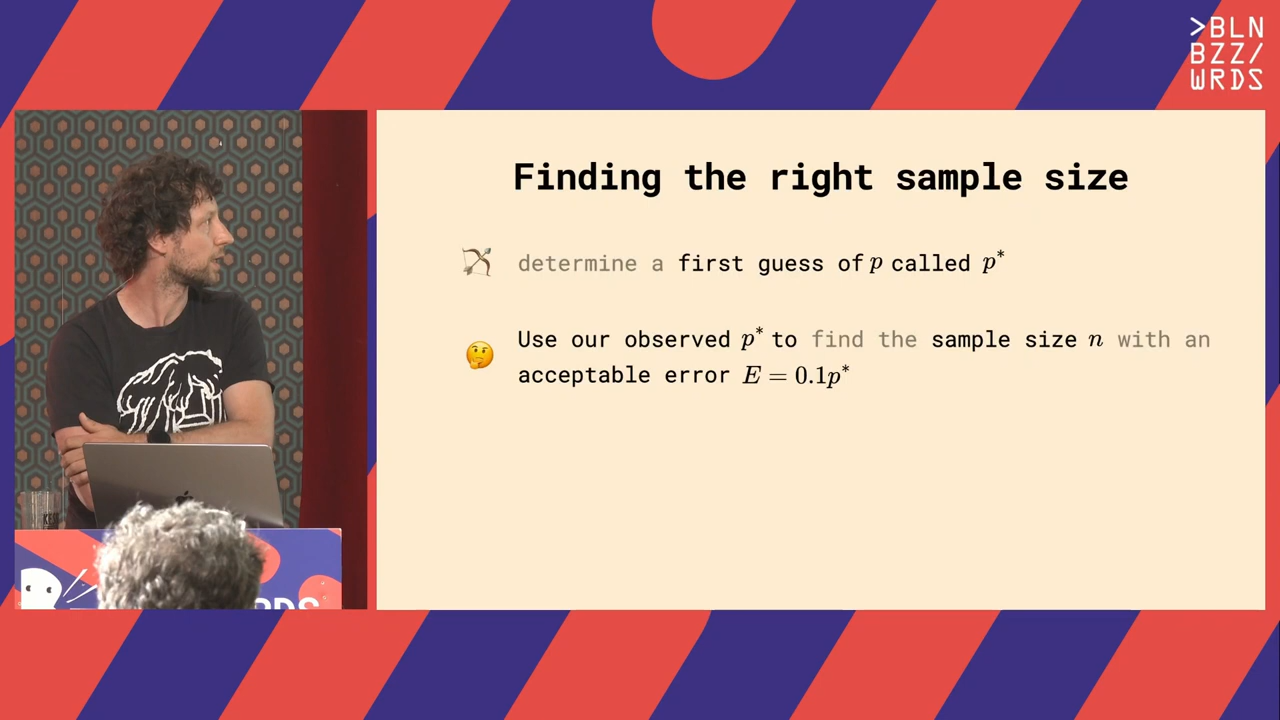 >BLN
BZZ/
WRDS
Finding the right sample size
determine a first guess of p called p*
Use our observed p* to find the sample size n with an
acceptable error E = 0.1p*